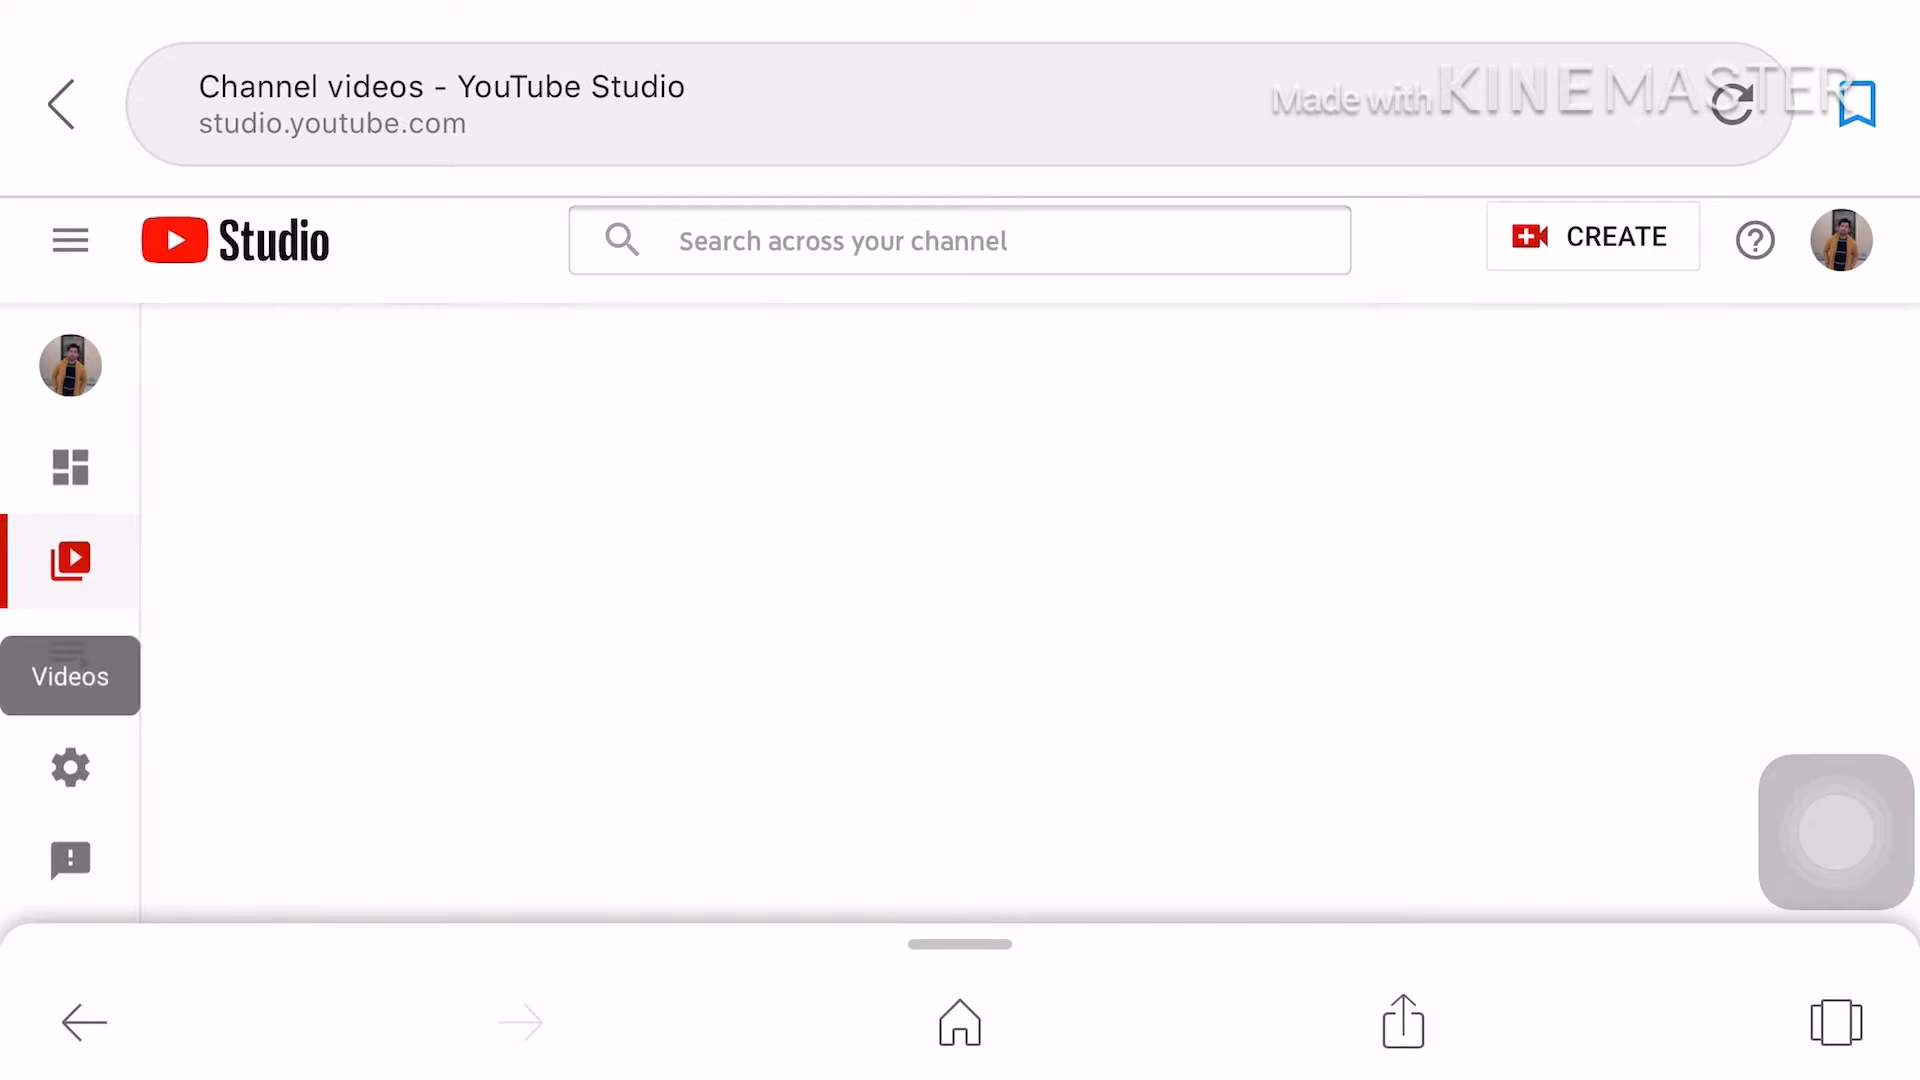 Channel videos - YouTube Studio
studio.youtube.com
Made with KINEMASTER
Studio
Search across your channel
CREATE
Videos